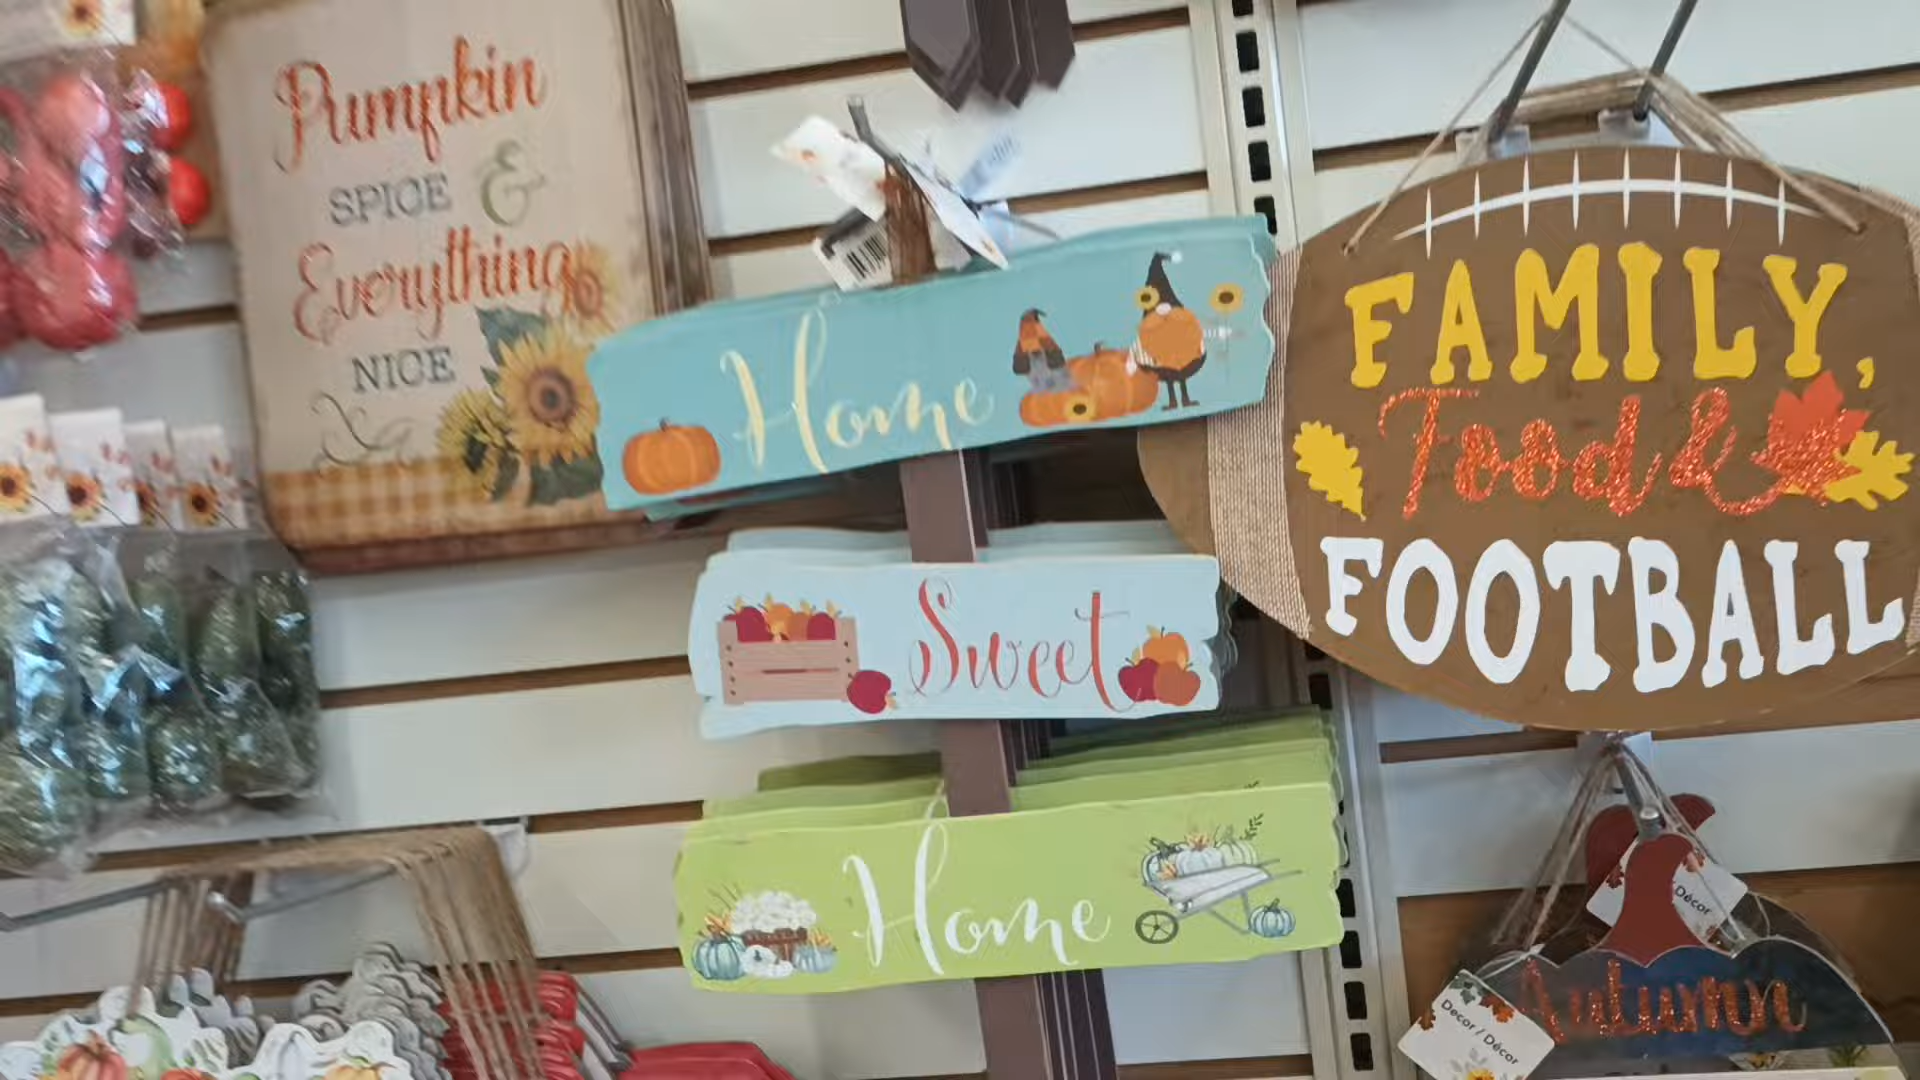 Pumpkin
SPICE &
Everything
NICE
Home
Sweet
Home
FAMILY,
Food &
FOOTBALL
Décor
Autumn
Decor / Décor